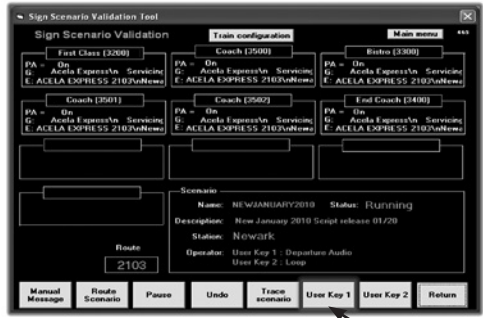 Sign Scenario Validation Tool
Sign Scenario Validation
Train configuration
Main menu
First Class (3200)
PA = On
G: Acela Express\n Servicing
E: ACELA EXPRESS 2103\nNewa
Coach (3500)
PA = On
G: Acela Express\n Servicing
E: ACELA EXPRESS 2103\nNewa
Bistro (3300)
PA = On
G: Acela Express\n Servicing
E: ACELA EXPRESS 2103\nNewa
Coach (3501)
PA = On
G: Acela Express\n Servicing
E: ACELA EXPRESS 2103\nNewa
Coach (3502)
PA = On
G: Acela Express\n Servicing
E: ACELA EXPRESS 2103\nNewa
End Coach (3400)
PA = On
G: Acela Express\n Servicing
E: ACELA EXPRESS 2103\nNewa
Scenario
Name: NEWJANUARY2010 Status: Running
Description: New January 2010 Script release 01/20
Station: Newark
Operator: User Key 1 : Departure Audio
User Key 2 : Loop
Route
2103
Manual Message
Route Scenario
Pause
Undo
Trace scenario
User Key 1
User Key 2
Return